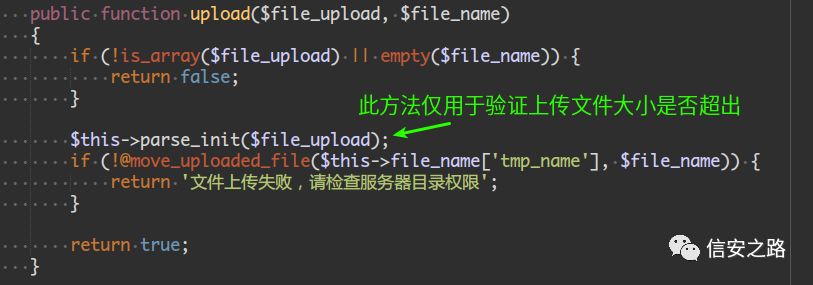 public function upload($file_upload, $file_name)
{
if (!is_array($file_upload) || empty($file_name)) {
return false;
}
此方法仅用于验证上传文件大小是否超出
$this->parse_init($file_upload);
if (!@move_uploaded_file($this->file_name['tmp_name'], $file_name)) {
return '文件上传失败，请检查服务器目录权限';
}
return true;
}
信安之路